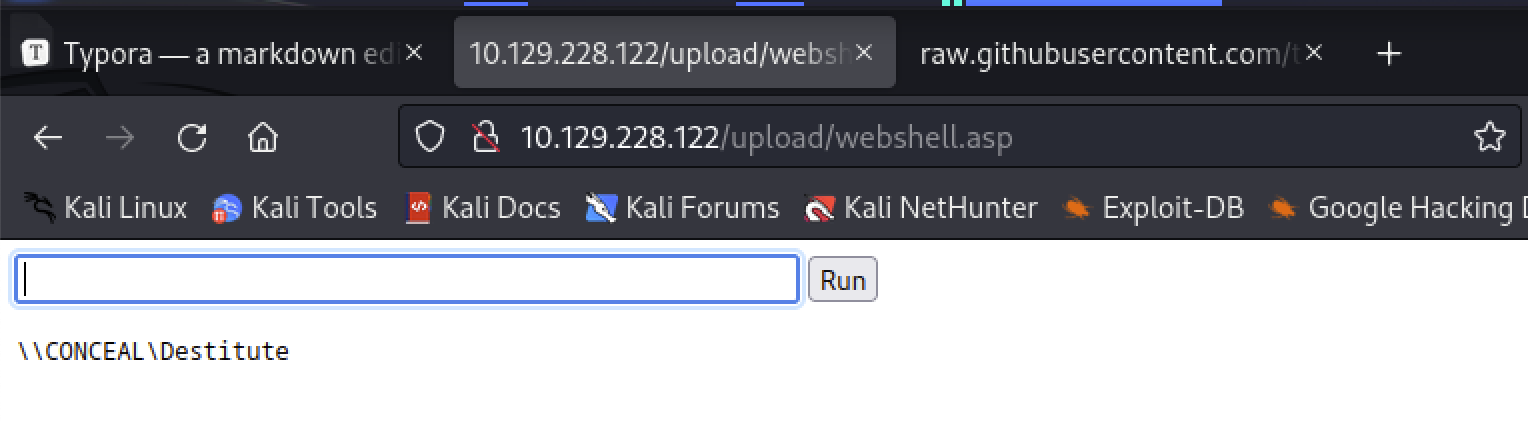 Typora — a markdown edi
10.129.228.122/upload/websh
raw.githubusercontent.com/t
10.129.228.122/upload/webshell.asp
Kali Linux Kali Tools Kali Docs Kali Forums Kali NetHunter Exploit-DB Google Hacking D
Run
\\CONCEAL\Destitute